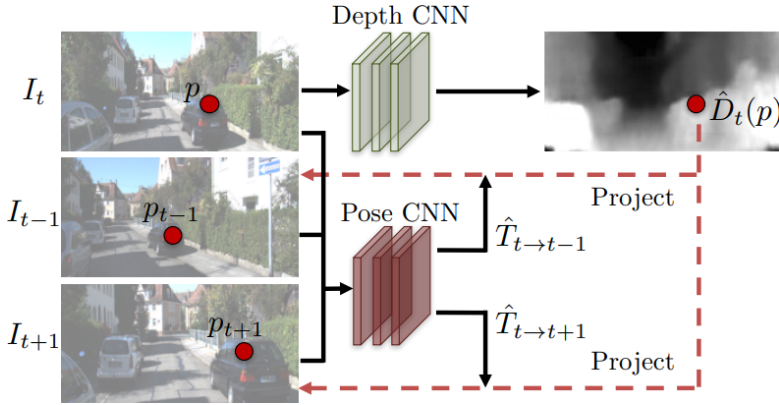 Depth CNN
I_t
p
D̂_t(p)
I_{t-1}
p_{t-1}
Pose CNN
Project
T̂_{t→t-1}
I_{t+1}
p_{t+1}
T̂_{t→t+1}
Project